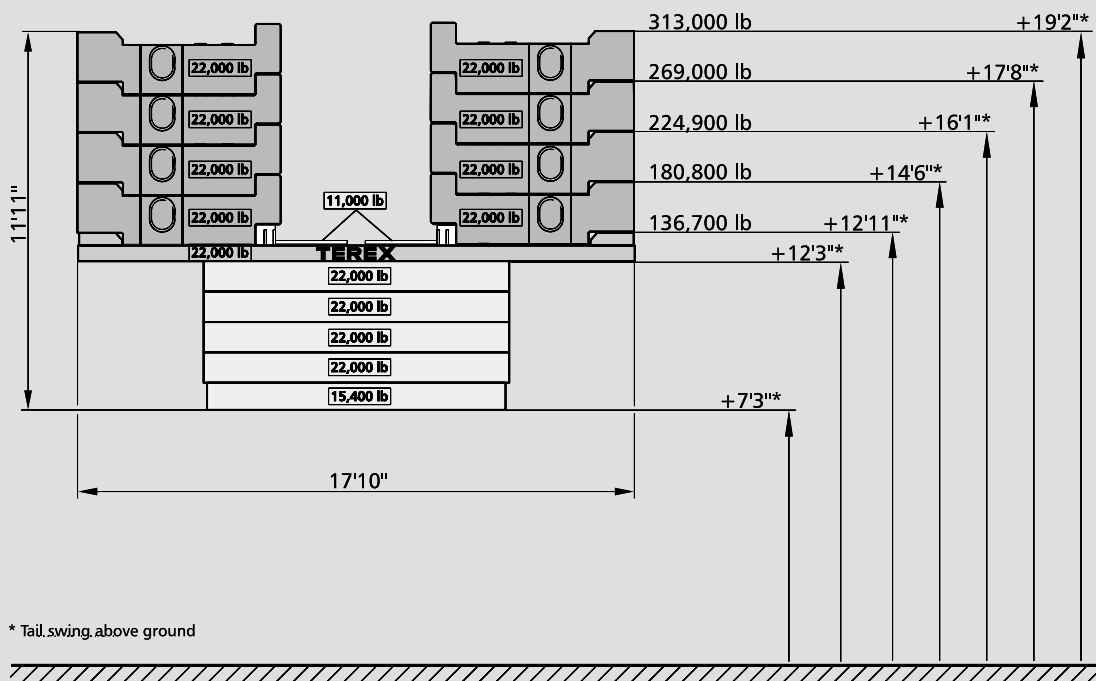 313,000 lb +19'2"*
22,000 lb 22,000 lb
269,000 lb +17'8"*
22,000 lb 22,000 lb
224,900 lb +16'1"*
22,000 lb 22,000 lb
180,800 lb +14'6"*
11,000 lb
22,000 lb 22,000 lb
136,700 lb +12'11"*
11'11"
22,000 lb TEREX +12'3"*
22,000 lb
22,000 lb
22,000 lb
22,000 lb
15,400 lb
+7'3"*
17'10"
* Tail swing above ground